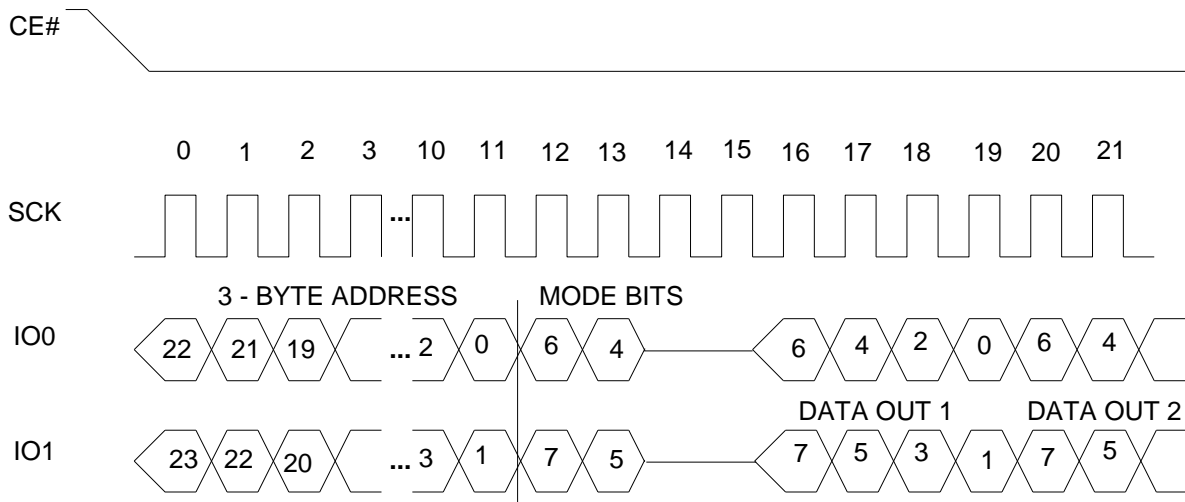 CE#
0 1 2 3 10 11 12 13 14 15 16 17 18 19 20 21
SCK ...
3 - BYTE ADDRESS MODE BITS
IO0 22 21 19 ... 2 0 6 4 6 4 2 0 6 4
DATA OUT 1 DATA OUT 2
IO1 23 22 20 ... 3 1 7 5 7 5 3 1 7 5